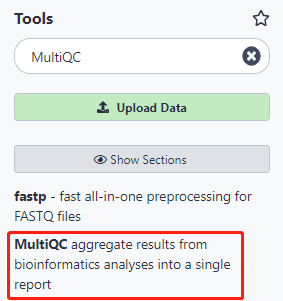 Tools
MultiQC
Upload Data
Show Sections
fastp - fast all-in-one preprocessing for
FASTQ files
MultiQC aggregate results from
bioinformatics analyses into a single
report